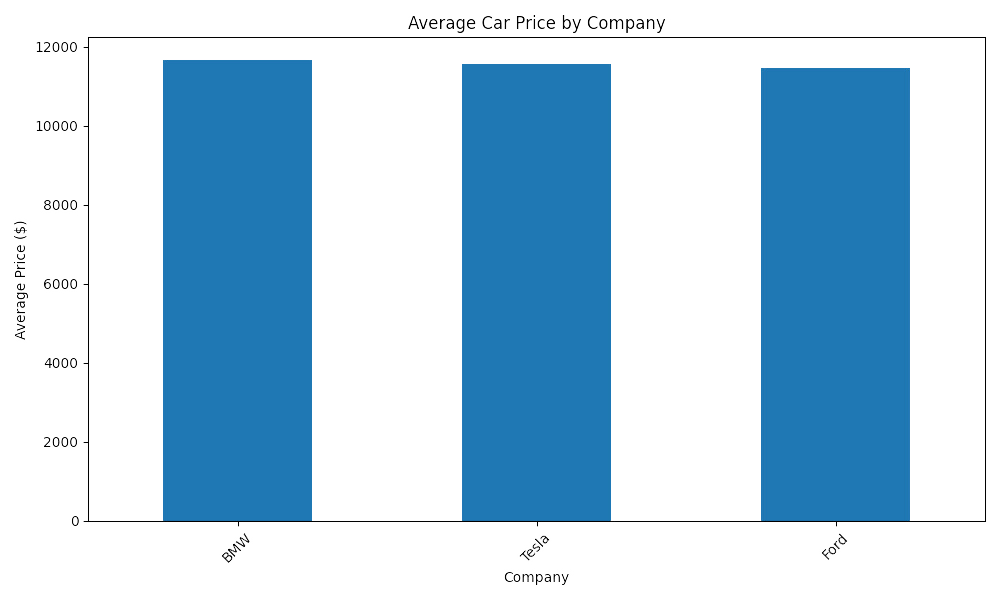 Average Car Price by Company
Average Price ($)
12000
10000
8000
6000
4000
2000
0
BMW
Tesla
Ford
Company